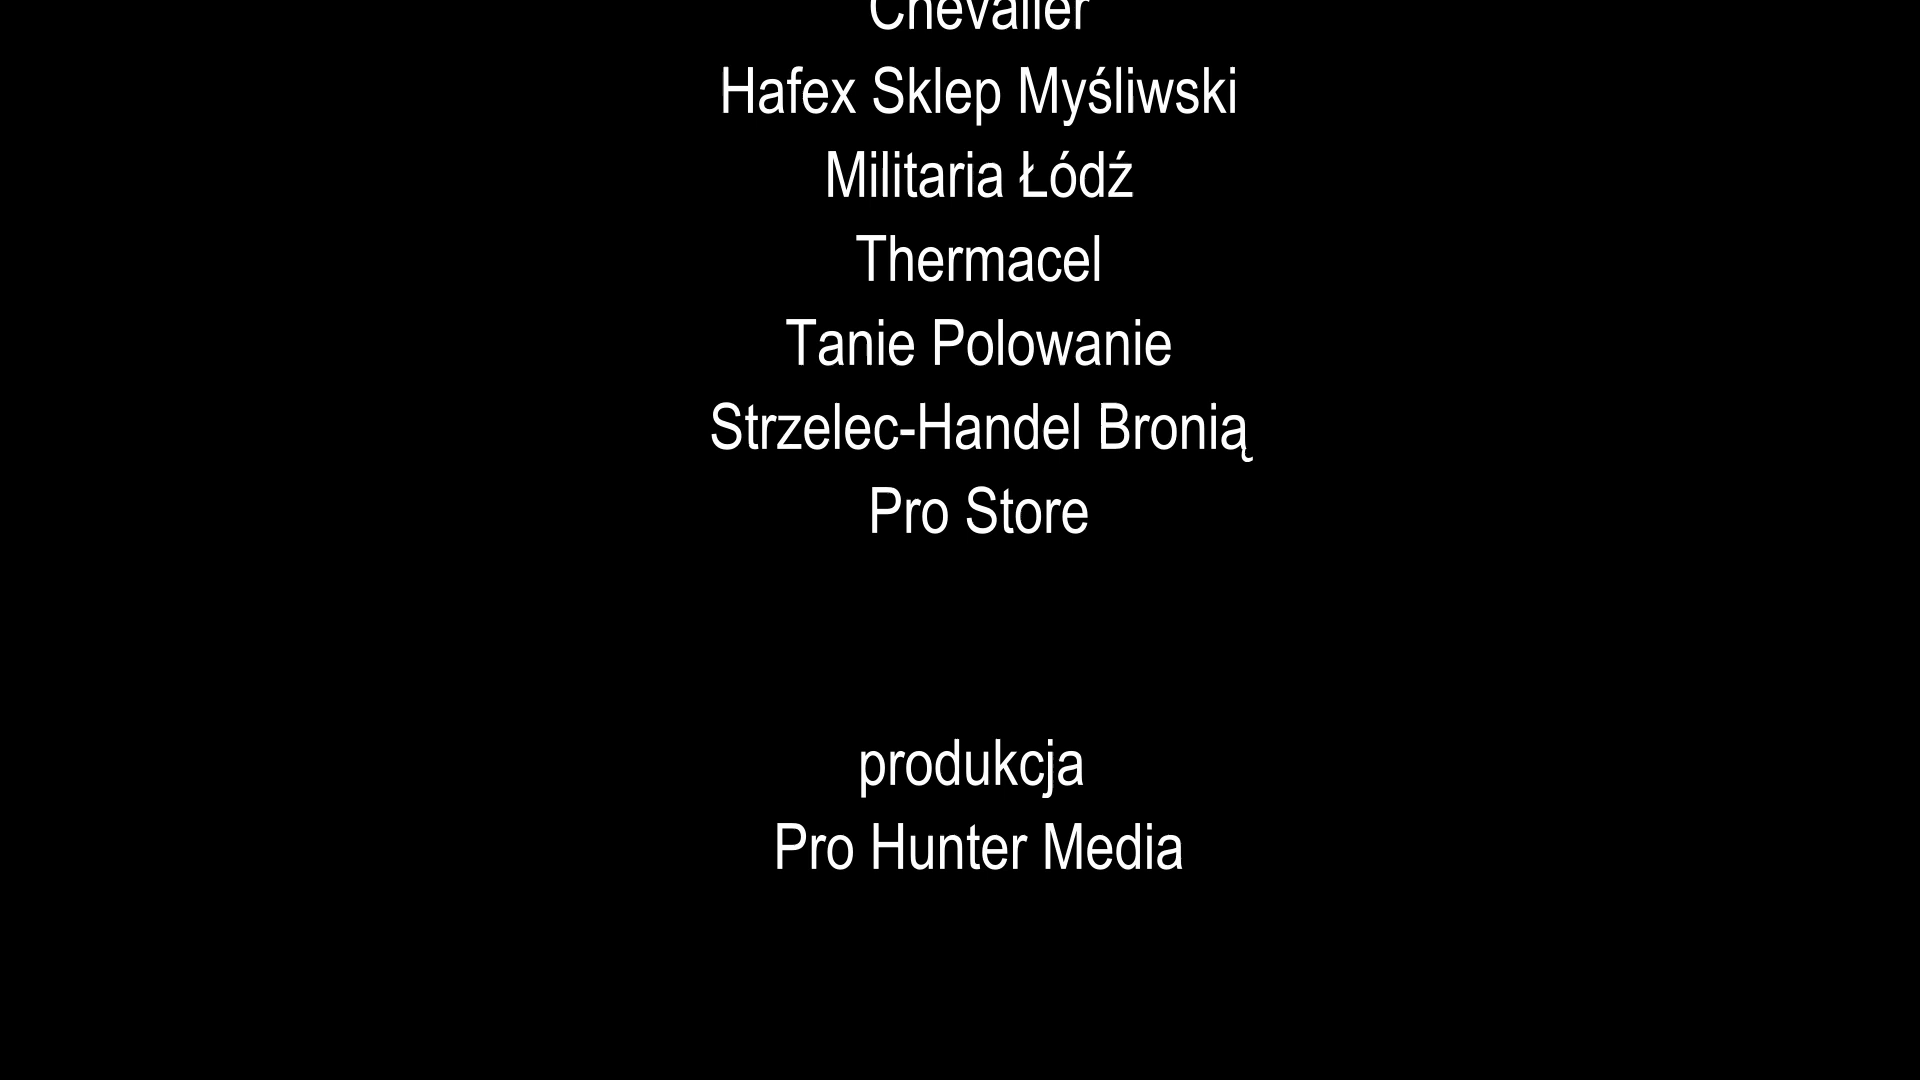 Chevalier
Hafex Sklep Myśliwski
Militaria Łódź
Thermacel
Tanie Polowanie
Strzelec-Handel Bronią
Pro Store
produkcja
Pro Hunter Media